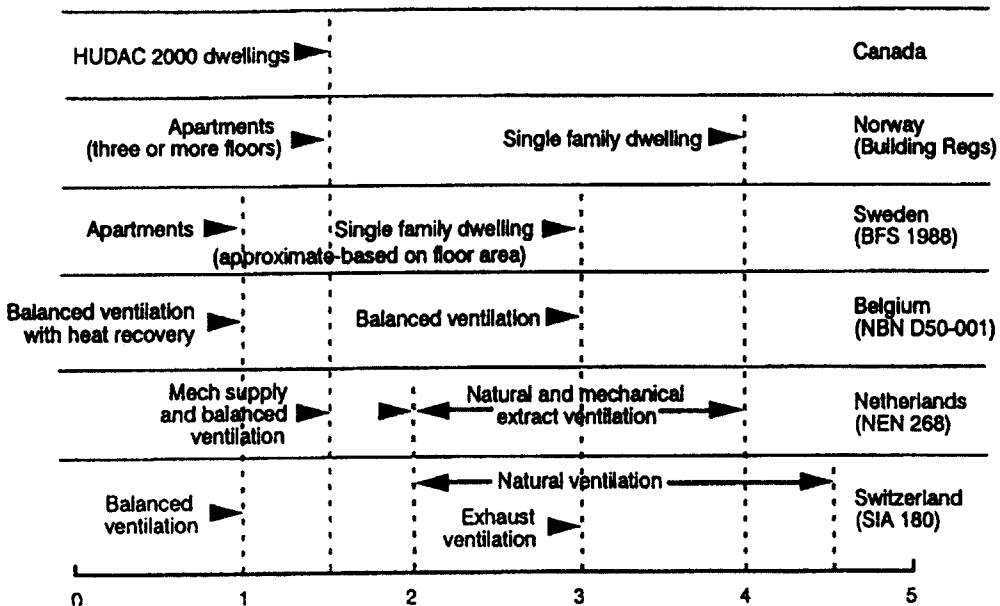 HUDAC 2000 dwellings
Canada
Apartments
(three or more floors)
Single family dwelling
Norway
(Building Regs)
Apartments
Single family dwelling
(approximate-based on floor area)
Sweden
(BFS 1988)
Balanced ventilation
with heat recovery
Balanced ventilation
Belgium
(NBN D50-001)
Mech supply
and balanced
ventilation
Natural and mechanical
extract ventilation
Netherlands
(NEN 268)
Natural ventilation
Balanced
ventilation
Exhaust
ventilation
Switzerland
(SIA 180)
0 1 2 3 4 5